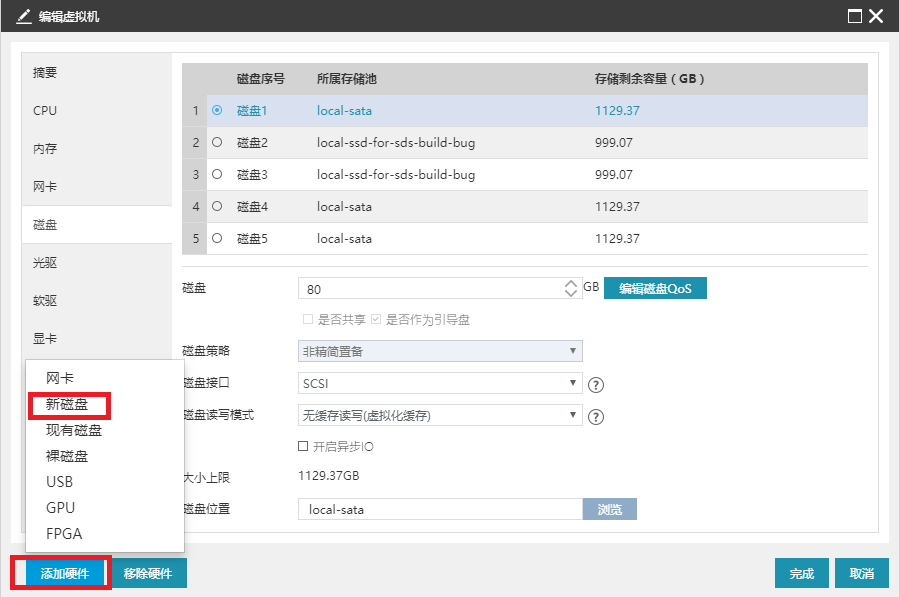 编辑虚拟机
摘要
CPU
内存
网卡
磁盘
光驱
软驱
显卡
磁盘序号 所属存储池 存储剩余容量（GB）
1 磁盘1 local-sata 1129.37
2 磁盘2 local-ssd-for-sds-build-bug 999.07
3 磁盘3 local-ssd-for-sds-build-bug 999.07
4 磁盘4 local-sata 1129.37
5 磁盘5 local-sata 1129.37
磁盘 80 GB 编辑磁盘QoS
是否共享 是否作为引导盘
磁盘策略 非精简置备
磁盘接口 SCSI ?
磁盘读写模式 无缓存读写(虚拟化缓存) ?
开启异步IO
大小上限 1129.37GB
磁盘位置 local-sata 浏览
网卡
新磁盘
现有磁盘
裸磁盘
USB
GPU
FPGA
添加硬件 移除硬件 完成 取消